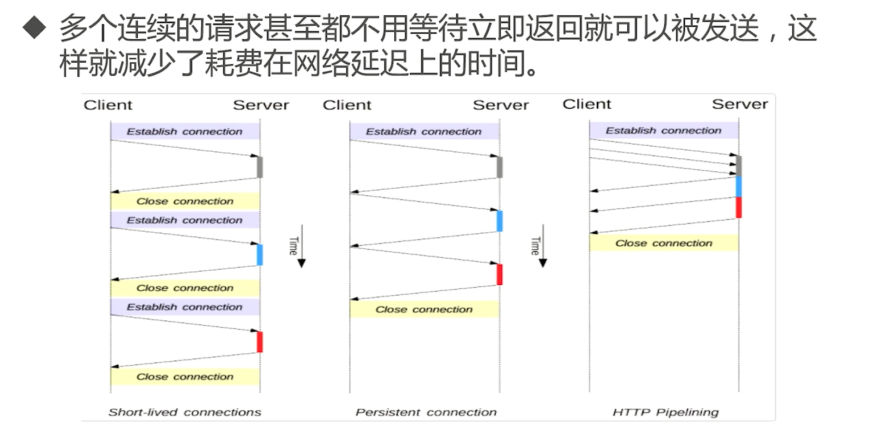 ◆ 多个连续的请求甚至都不用等待立即返回就可以被发送，这
样就减少了耗费在网络延迟上的时间。
Client Server Client Server Client Server
Establish connection Establish connection Establish connection
Close connection
Establish connection
Time Time
Close connection
Close connection
Establish connection
Close connection
Close connection
Short-lived connections Persistent connection HTTP Pipelining